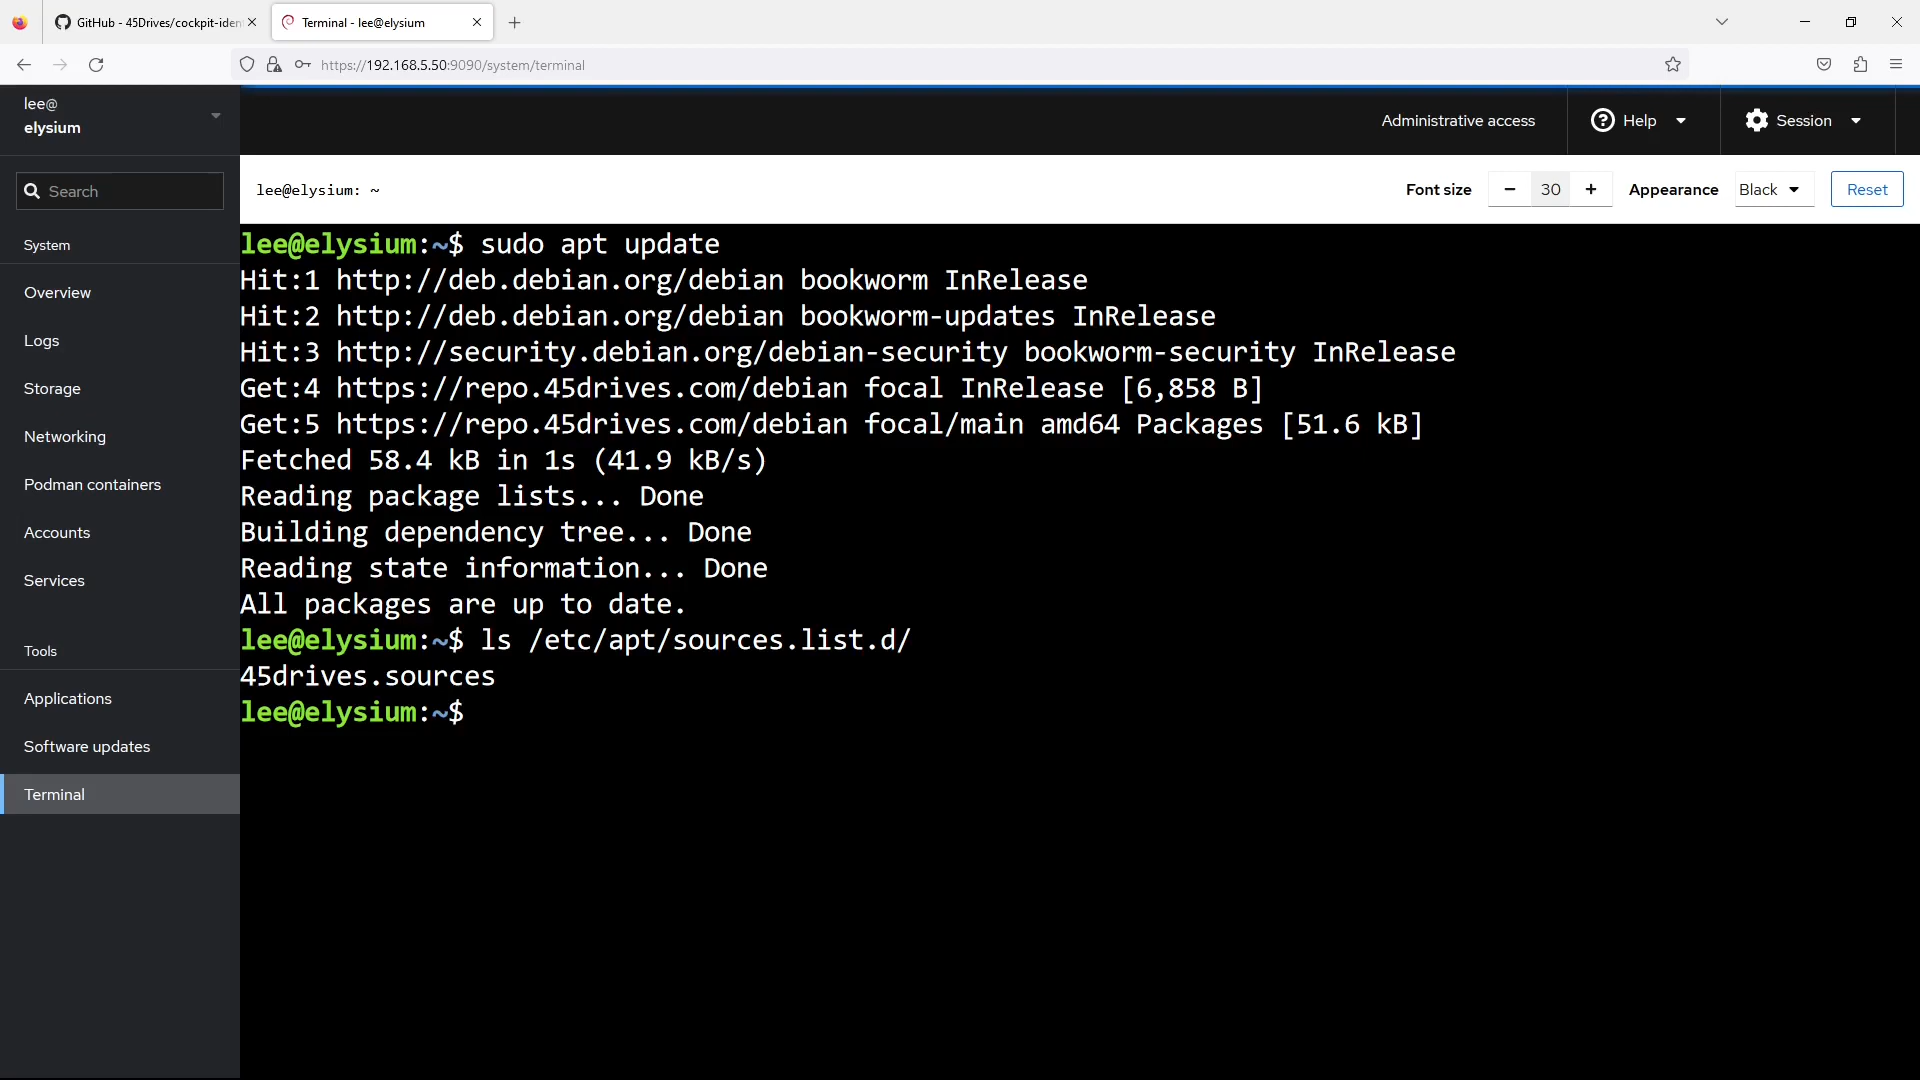 GitHub - 45Drives/cockpit-iden
Terminal - lee@elysium
https://192.168.5.50:9090/system/terminal
lee@
elysium
Administrative access
Help
Session
Search
lee@elysium: ~
Font size
30
Appearance
Black
Reset
System
Overview
Logs
Storage
Networking
Podman containers
Accounts
Services
Tools
Applications
Software updates
Terminal
lee@elysium:~$ sudo apt update
Hit:1 http://deb.debian.org/debian bookworm InRelease
Hit:2 http://deb.debian.org/debian bookworm-updates InRelease
Hit:3 http://security.debian.org/debian-security bookworm-security InRelease
Get:4 https://repo.45drives.com/debian focal InRelease [6,858 B]
Get:5 https://repo.45drives.com/debian focal/main amd64 Packages [51.6 kB]
Fetched 58.4 kB in 1s (41.9 kB/s)
Reading package lists... Done
Building dependency tree... Done
Reading state information... Done
All packages are up to date.
lee@elysium:~$ ls /etc/apt/sources.list.d/
45drives.sources
lee@elysium:~$